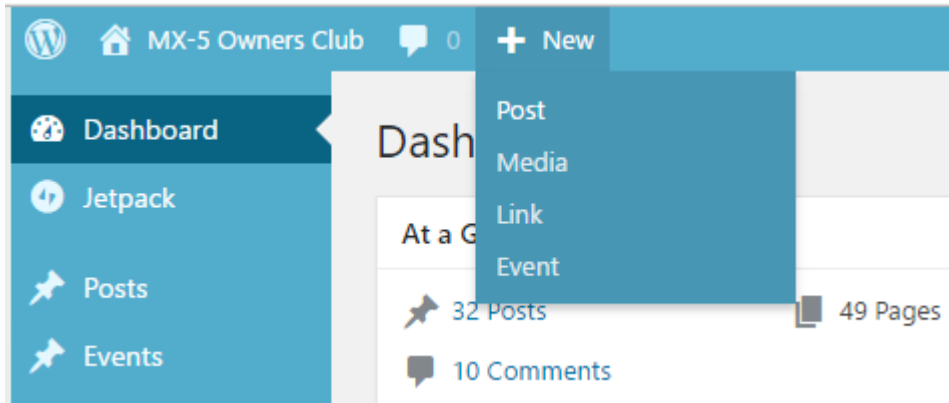 MX-5 Owners Club 0 New
Dashboard
Jetpack
Posts
Events
Post
Media
Link
Event
Dash
At a G
32 Posts
49 Pages
10 Comments